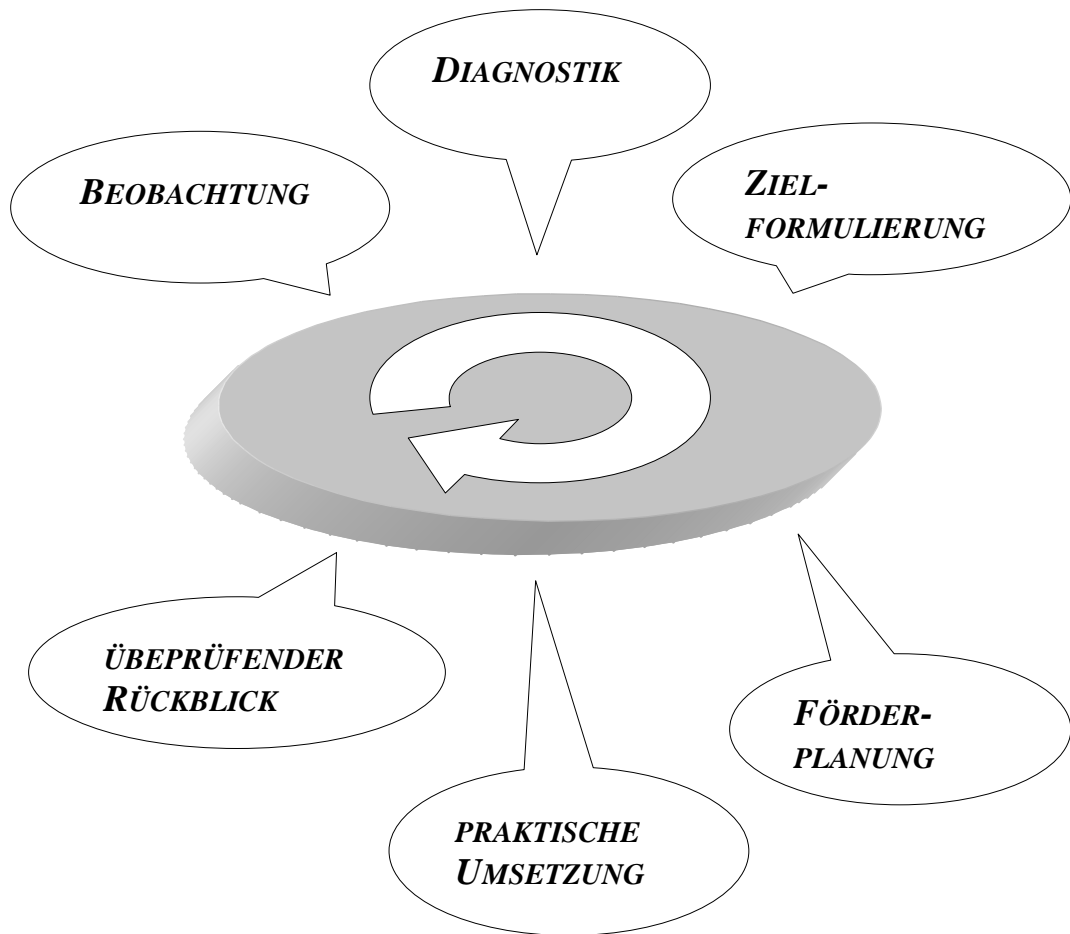 DIAGNOSTIK
BEOBACHTUNG
ZIEL-
FORMULIERUNG
ÜBEPRÜFENDER
RÜCKBLICK
FÖRDER-
PLANUNG
PRAKTISCHE
UMSETZUNG